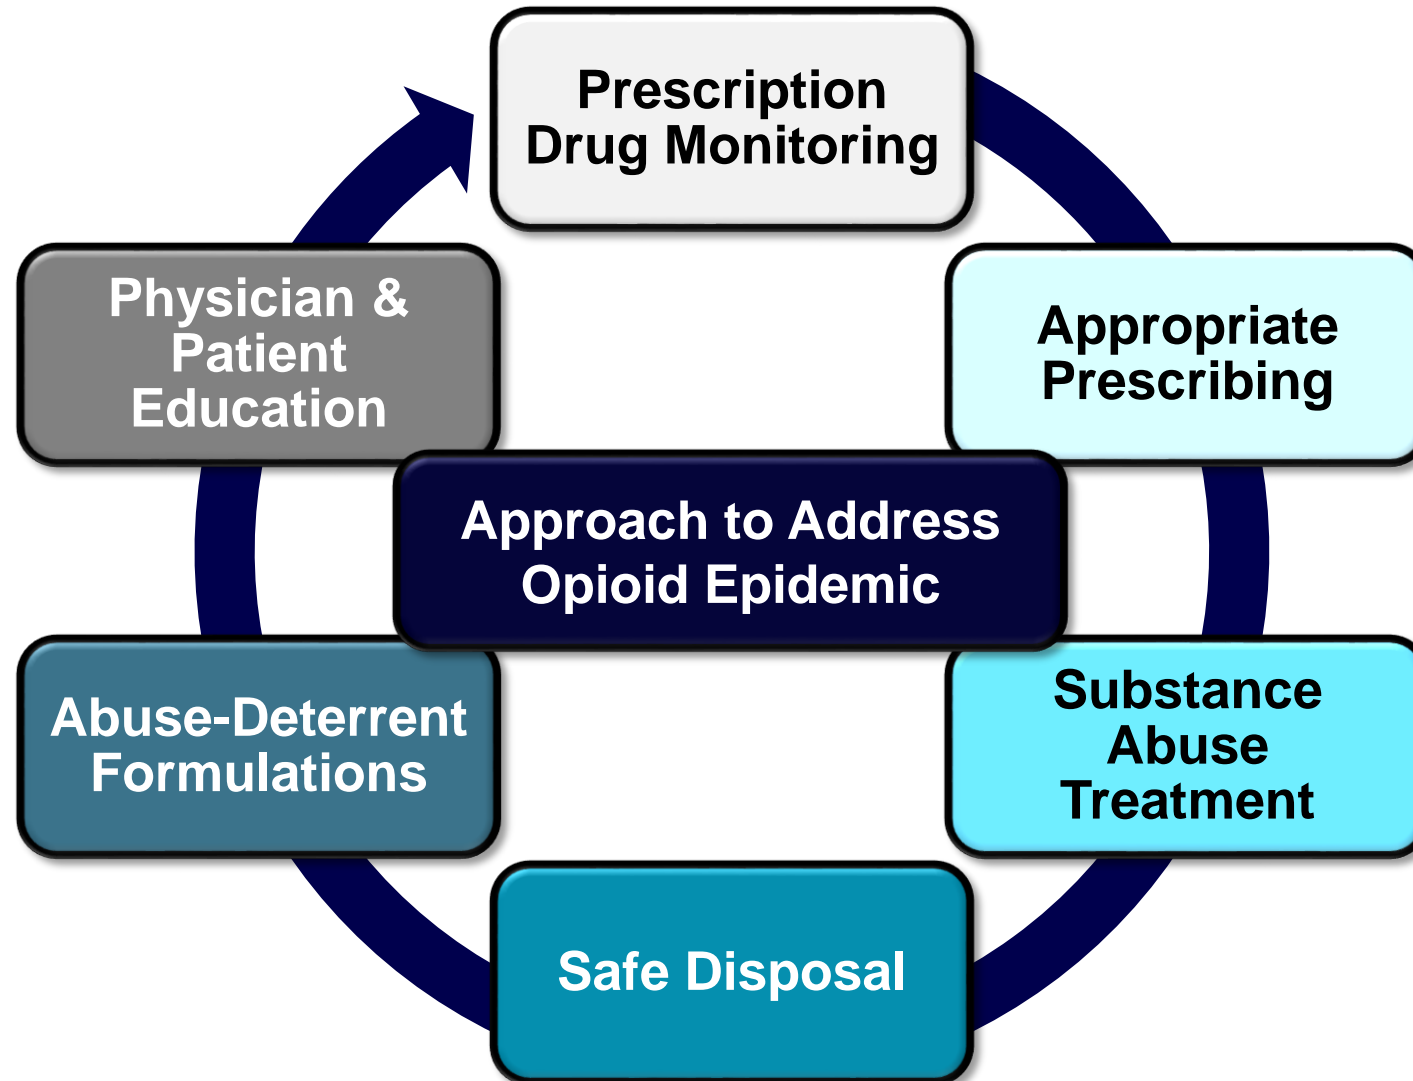 Prescription
Drug Monitoring
Physician &
Patient
Education
Appropriate
Prescribing
Approach to Address
Opioid Epidemic
Abuse-Deterrent
Formulations
Substance
Abuse
Treatment
Safe Disposal